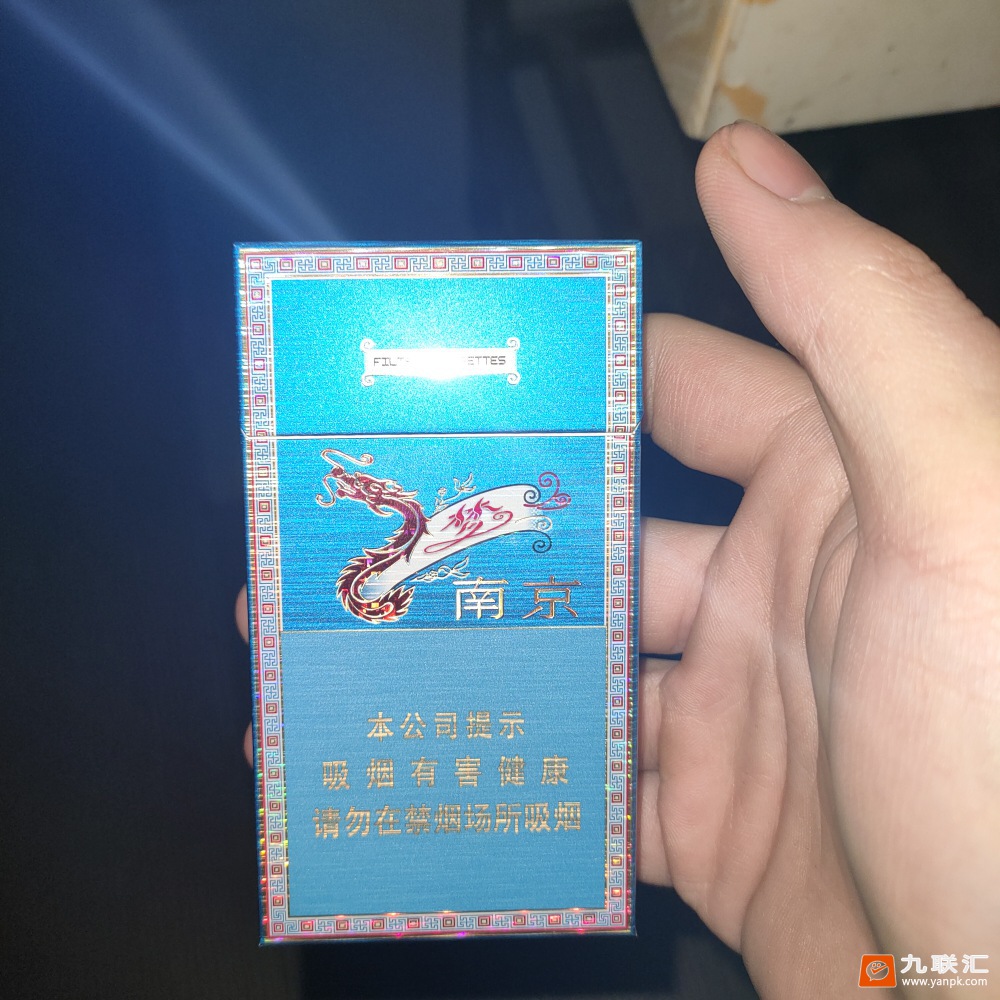 梦
南京
本公司提示
吸烟有害健康
请勿在禁烟场所吸烟
九联汇
www.yanpk.com